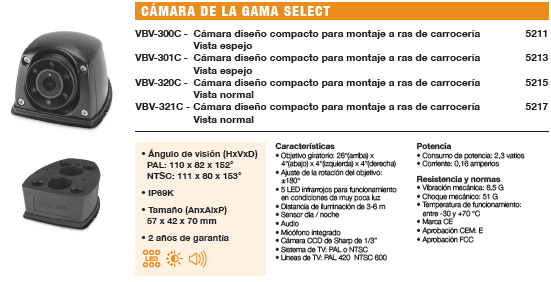 CÁMARA DE LA GAMA SELECT
VBV-300C - Cámara diseño compacto para montaje a ras de carrocería 5211
Vista espejo
VBV-301C - Cámara diseño compacto para montaje a ras de carrocería 5213
Vista espejo
VBV-320C - Cámara diseño compacto para montaje a ras de carrocería 5215
Vista normal
VBV-321C - Cámara diseño compacto para montaje a ras de carrocería 5217
Vista normal
• Ángulo de visión (HxVxD)
PAL: 110 x 82 x 152°
NTSC: 111 x 80 x 153°
• IP69K
• Tamaño (AnxAlxP)
57 x 42 x 70 mm
• 2 años de garantía
LED
Características
• Objetivo giratorio: 26°(arriba) x
4°(abajo) x 4°(izquierda) x 4°(derecha)
• Ajuste de la rotación del objetivo:
±180°
• 5 LED infrarrojos para funcionamiento
en condiciones de muy poca luz
• Distancia de iluminación de 3-6 m
• Sensor dia / noche
• Audio
• Micófono integrado
• Cámara CCD de Sharp de 1/3"
• Sistema de TV: PAL o NTSC
• Líneas de TV: PAL 420 NTSC 600
Potencia
• Consumo de potencia: 2,3 vatios
• Corriente: 0,16 amperios
Resistencia y normas
• Vibración mecánica: 8,5 G
• Choque mecánico: 51 G
• Temperatura de funcionamiento:
entre -30 y +70 °C
• Marca CE
• Aprobación CEM: E
• Aprobación FCC